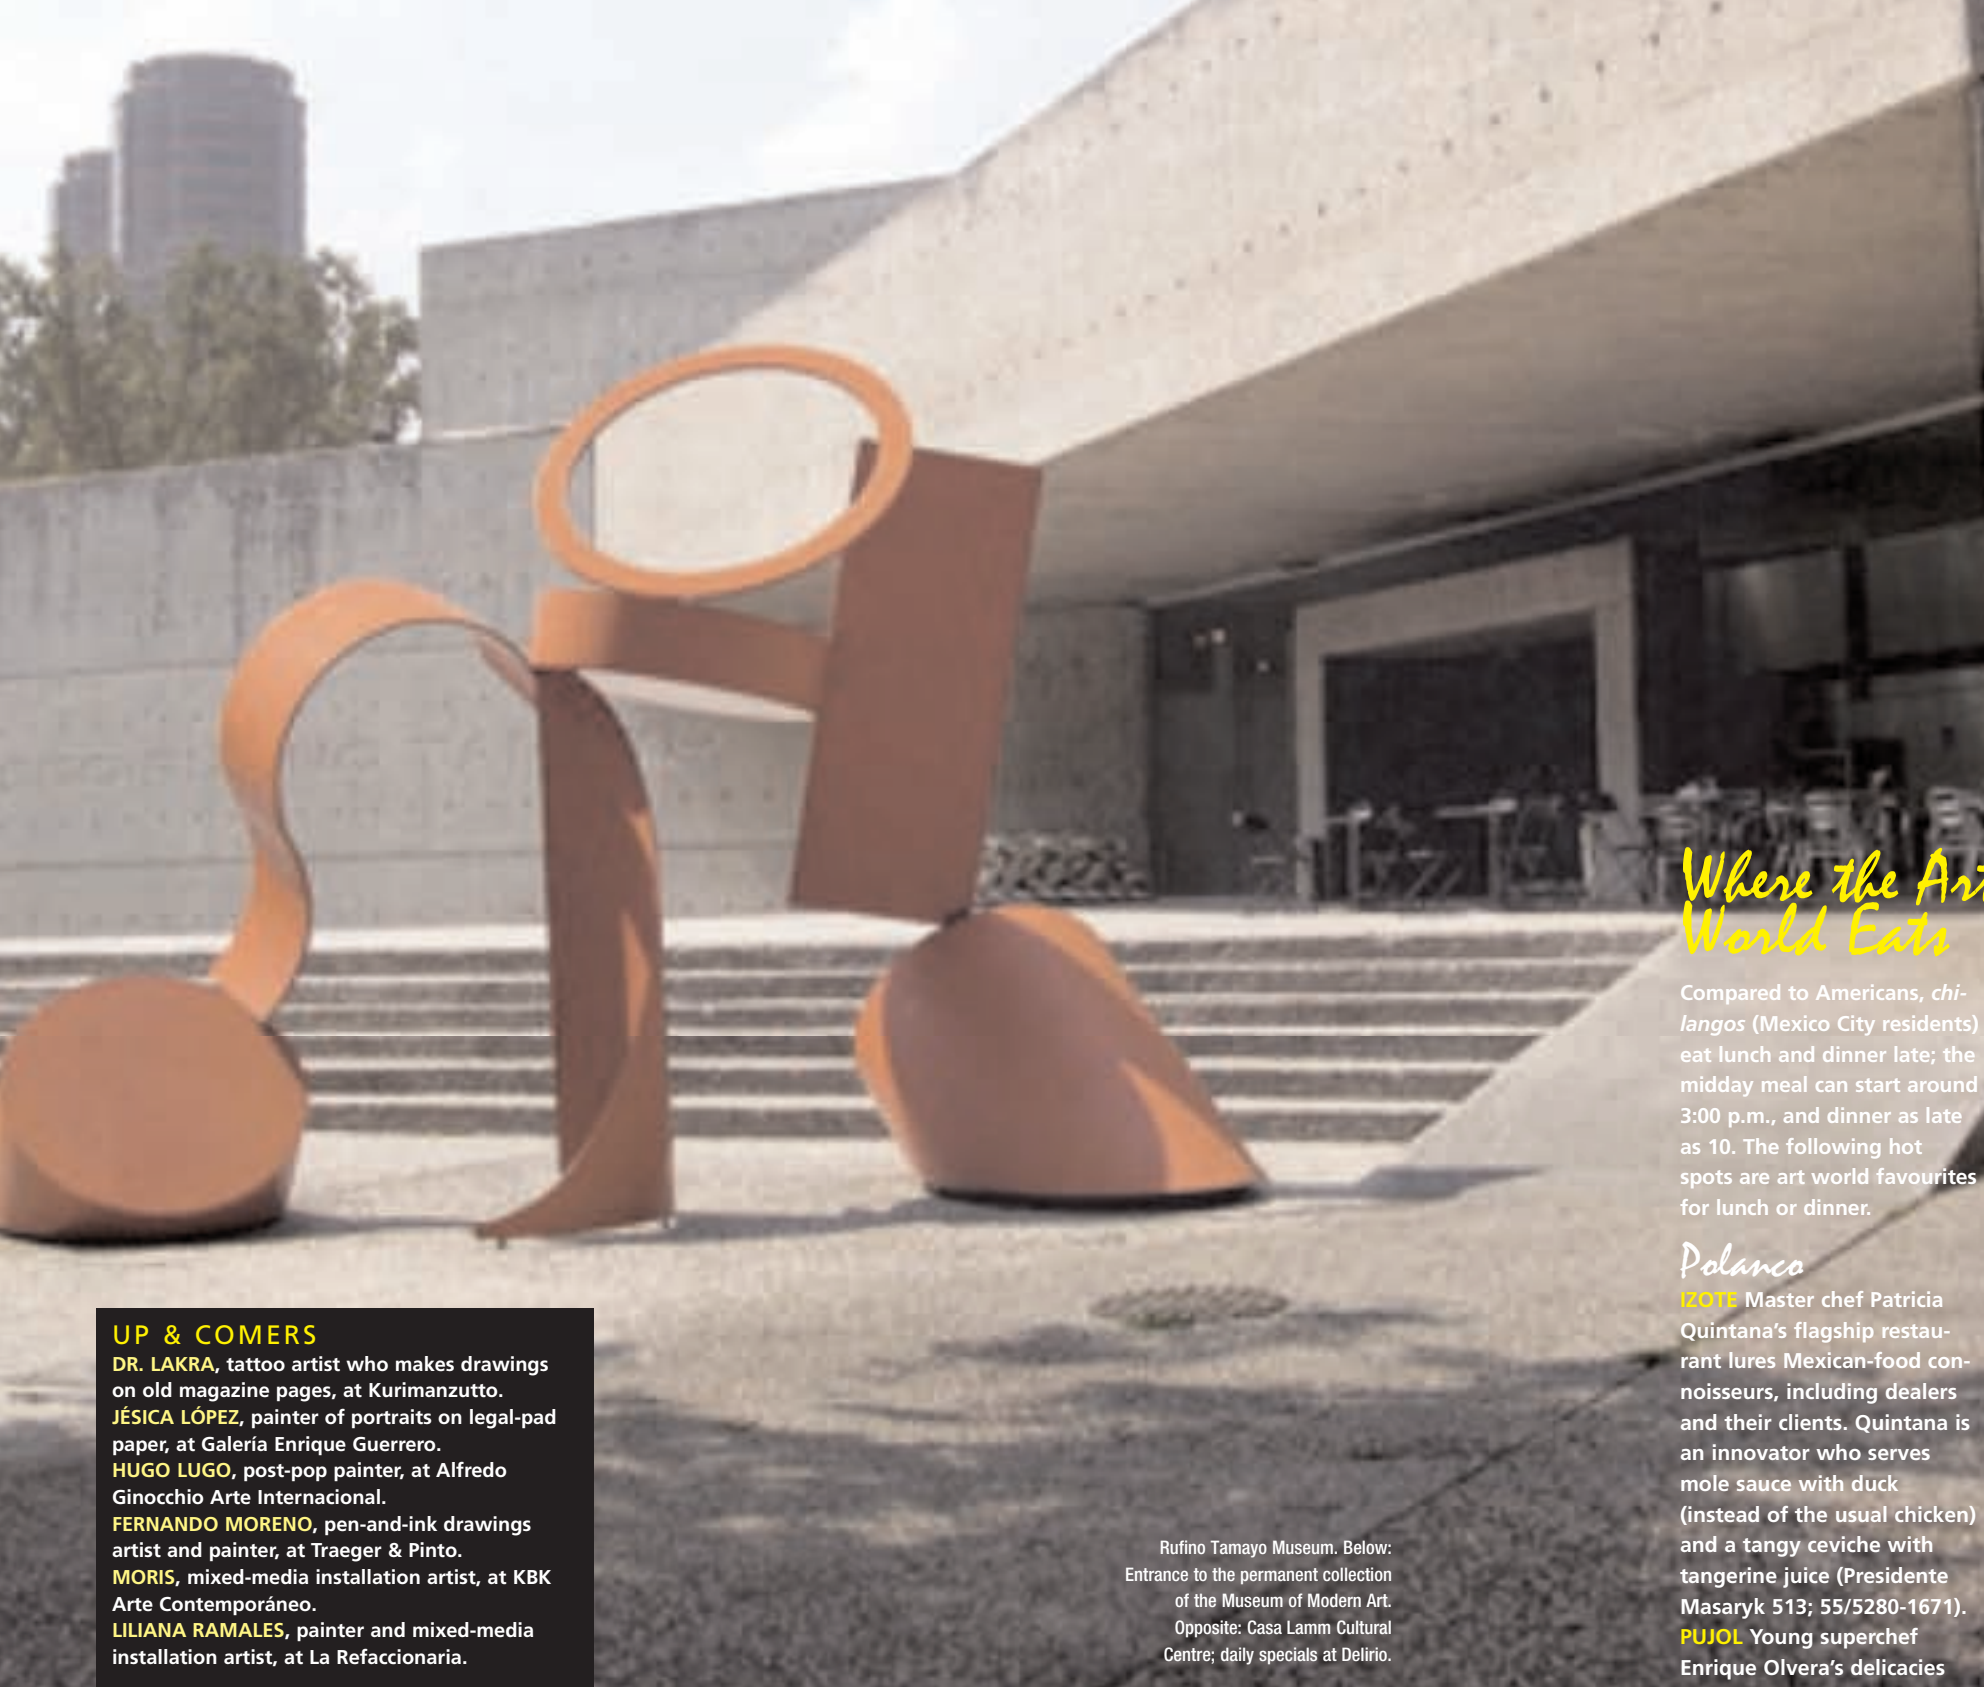 Where the Art
World Eats
Compared to Americans, chi-
langos (Mexico City residents)
eat lunch and dinner late; the
midday meal can start around
3:00 p.m., and dinner as late
as 10. The following hot
spots are art world favourites
for lunch or dinner.
Polanco
IZOTE Master chef Patricia
Quintana’s flagship restau-
rant lures Mexican-food con-
noisseurs, including dealers
and their clients. Quintana is
an innovator who serves
mole sauce with duck
(instead of the usual chicken)
and a tangy ceviche with
tangerine juice (Presidente
Masaryk 513; 55/5280-1671).
PUJOL Young superchef
Enrique Olvera’s delicacies
UP & COMERS
DR. LAKRA, tattoo artist who makes drawings
on old magazine pages, at Kurimanzutto.
JÉSICA LÓPEZ, painter of portraits on legal-pad
paper, at Galería Enrique Guerrero.
HUGO LUGO, post-pop painter, at Alfredo
Ginocchio Arte Internacional.
FERNANDO MORENO, pen-and-ink drawings
artist and painter, at Traeger & Pinto.
MORIS, mixed-media installation artist, at KBK
Arte Contemporáneo.
LILIANA RAMALES, painter and mixed-media
installation artist, at La Refaccionaria.
Rufino Tamayo Museum. Below:
Entrance to the permanent collection
of the Museum of Modern Art.
Opposite: Casa Lamm Cultural
Centre; daily specials at Delirio.